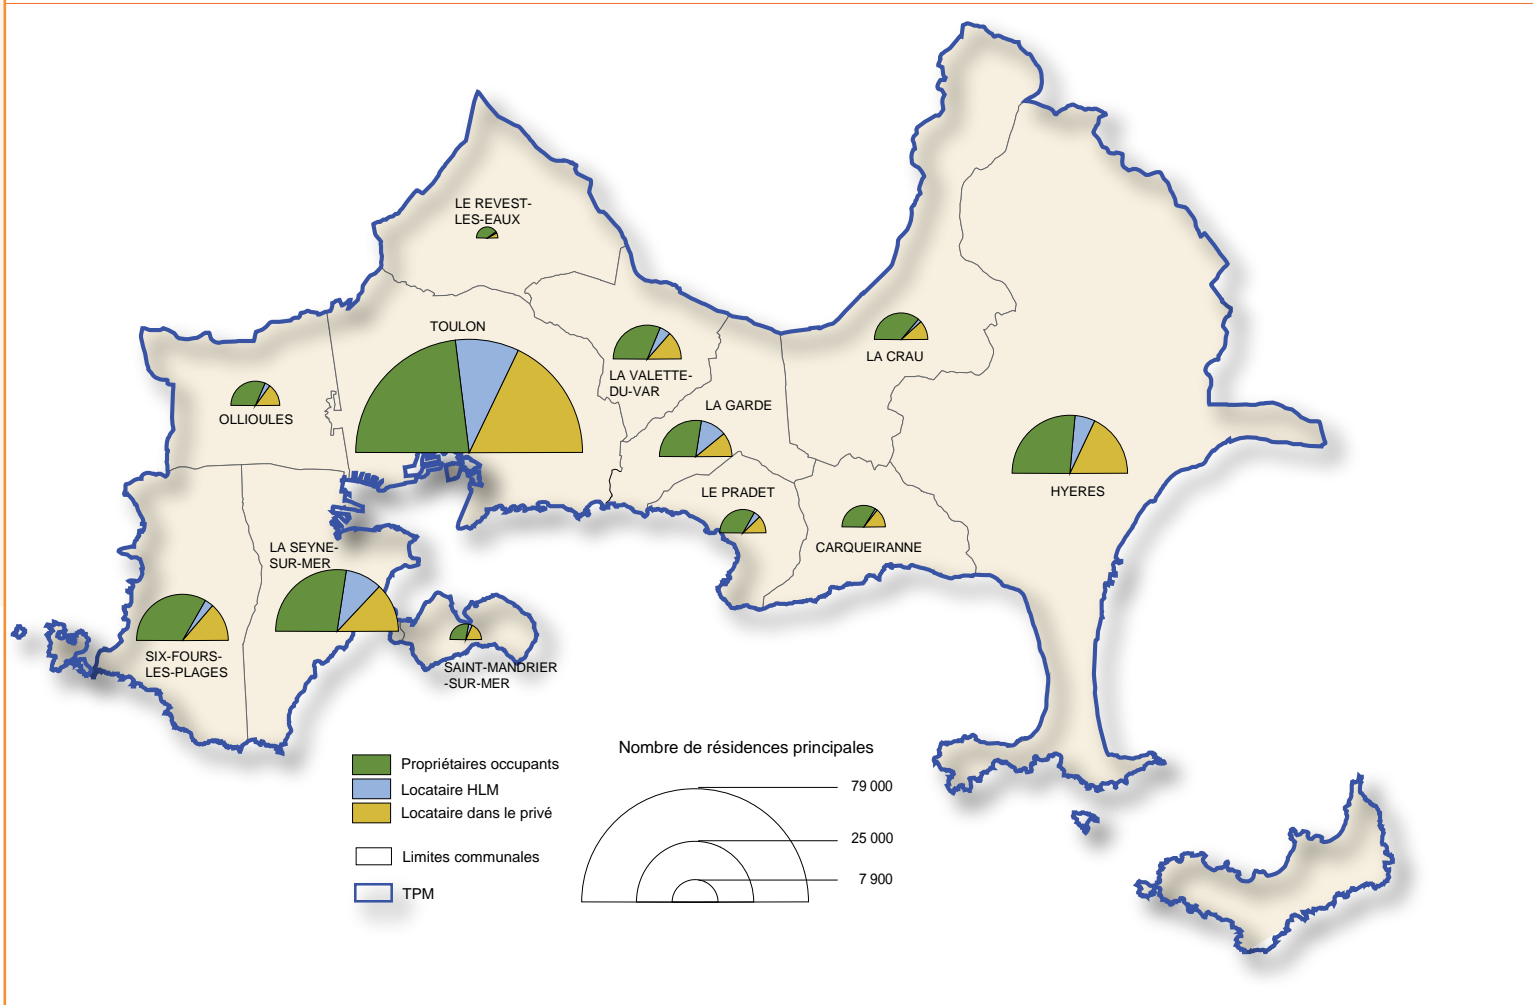 LE REVEST-
LES-EAUX
TOULON
LA VALETTE-
DU-VAR
LA CRAU
OLLIOULES
LA GARDE
HYERES
LE PRADET
CARQUEIRANNE
LA SEYNE-
SUR-MER
SIX-FOURS-
LES-PLAGES
SAINT-MANDRIER
-SUR-MER
Propriétaires occupants
Locataire HLM
Locataire dans le privé
Limites communales
TPM
Nombre de résidences principales
79 000
25 000
7 900